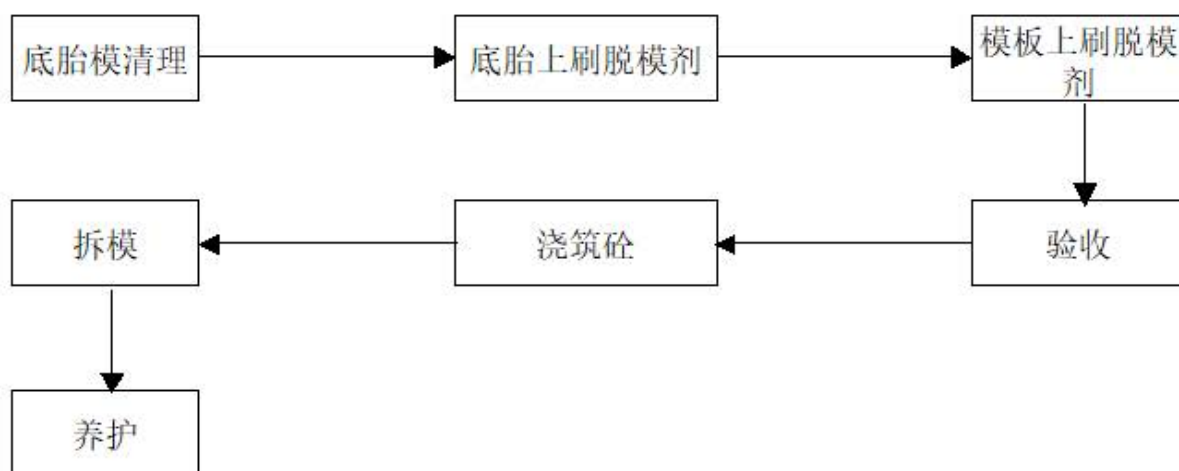 底胎模清理
底胎上刷脱模剂
模板上刷脱模
剂
拆模
浇筑砼
验收
养护